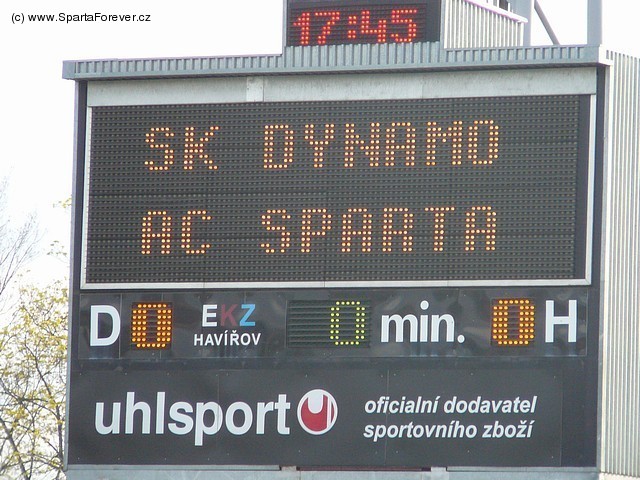 (c) www.SpartaForever.cz
17:45
SK DYNAMO
AC SPARTA
D 0 EKZ HAVÍŘOV 0 min. 0 H
uhlsport
oficialní dodavatel
sportovního zboží